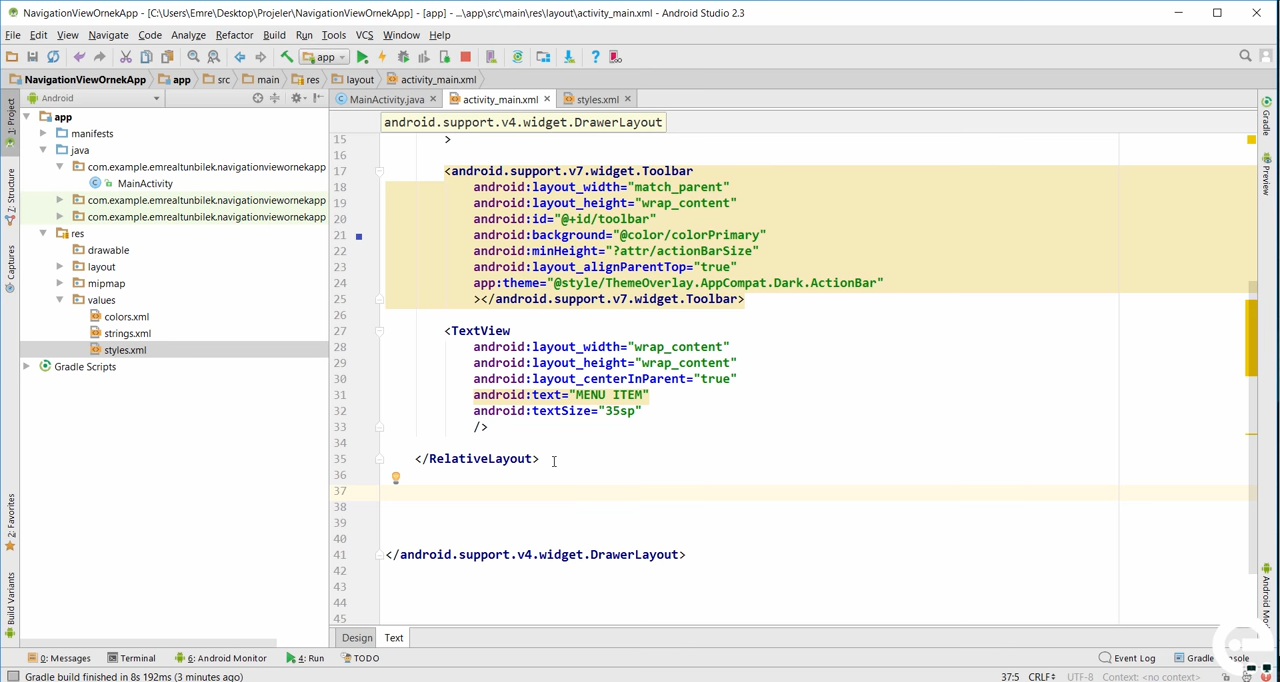 NavigationViewOrnekApp - [C:\Users\Emre\Desktop\Projeler\NavigationViewOrnekApp] - [app] - ...\app\src\main\res\layout\activity_main.xml - Android Studio 2.3
File Edit View Navigate Code Analyze Refactor Build Run Tools VCS Window Help
app
NavigationViewOrnekApp app src main res layout activity_main.xml
Android
MainActivity.java activity_main.xml styles.xml
1: Project
Z: Structure
Captures
2: Favorites
Build Variants
app
manifests
java
com.example.emrealtunbilek.navigationviewornekapp
MainActivity
com.example.emrealtunbilek.navigationviewornekapp
com.example.emrealtunbilek.navigationviewornekapp
res
drawable
layout
mipmap
values
colors.xml
strings.xml
styles.xml
Gradle Scripts
android.support.v4.widget.DrawerLayout
15 >
16
17 <android.support.v7.widget.Toolbar
18 android:layout_width="match_parent"
19 android:layout_height="wrap_content"
20 android:id="@+id/toolbar"
21 android:background="@color/colorPrimary"
22 android:minHeight="?attr/actionBarSize"
23 android:layout_alignParentTop="true"
24 app:theme="@style/ThemeOverlay.AppCompat.Dark.ActionBar"
25 ></android.support.v7.widget.Toolbar>
26
27 <TextView
28 android:layout_width="wrap_content"
29 android:layout_height="wrap_content"
30 android:layout_centerInParent="true"
31 android:text="MENU ITEM"
32 android:textSize="35sp"
33 />
34
35 </RelativeLayout>
36
37
38
39
40
41 </android.support.v4.widget.DrawerLayout>
42
43
44
45
Gradle
Preview
Design Text
0: Messages Terminal 6: Android Monitor 4: Run TODO Event Log Gradle
Gradle build finished in 8s 192ms (3 minutes ago) 37:5 CRLF UTF-8 Context: <no context>